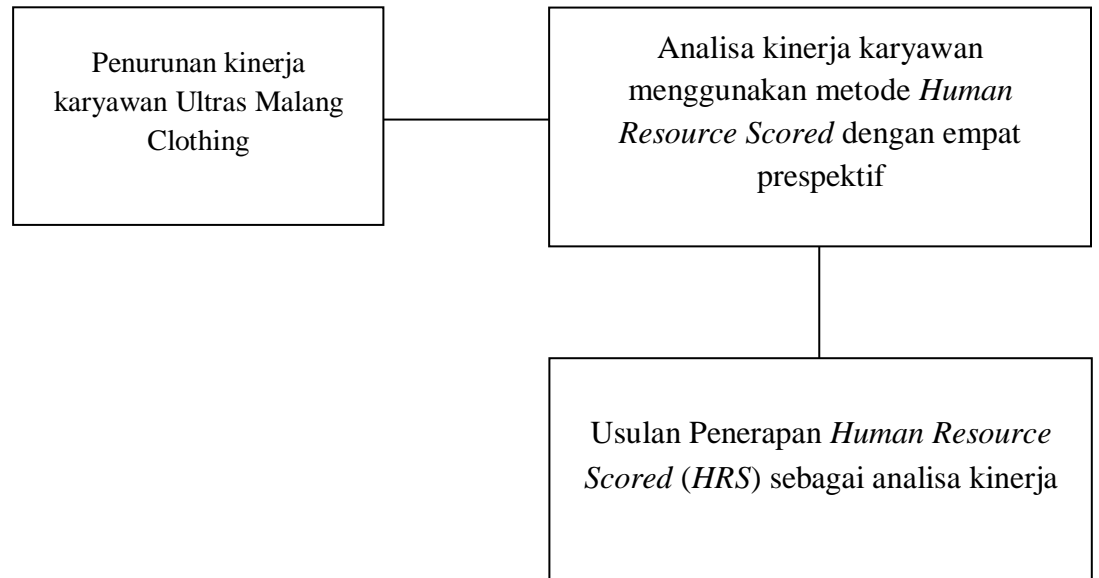 Penurunan kinerja
karyawan Ultras Malang
Clothing
Analisa kinerja karyawan
menggunakan metode Human
Resource Scored dengan empat
prespektif
Usulan Penerapan Human Resource
Scored (HRS) sebagai analisa kinerja